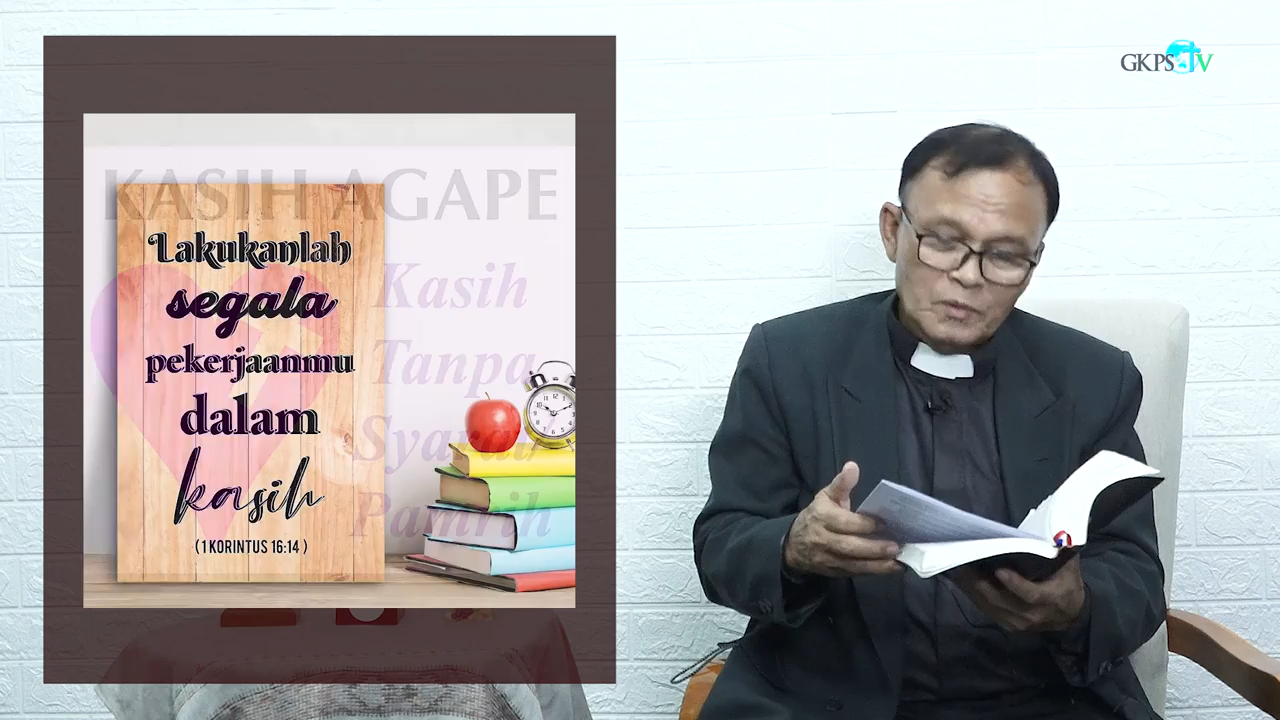 GKPS TV
KASIH AGAPE
Lakukanlah
segala
pekerjaanmu
dalam
kasih
(1 KORINTUS 16:14)
Kasih
Tanpa
Syarat/
Pamrih